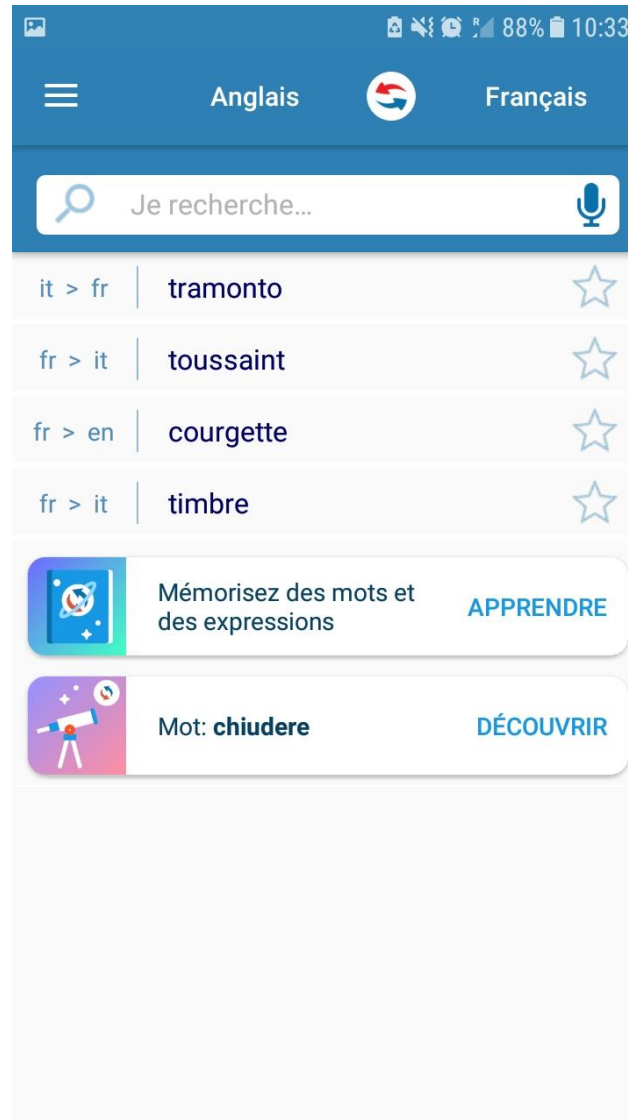 R 88% 10:33
Anglais Français
Je recherche...
it > fr tramonto
fr > it toussaint
fr > en courgette
fr > it timbre
Mémorisez des mots et
des expressions
APPRENDRE
Mot: chiudere DÉCOUVRIR